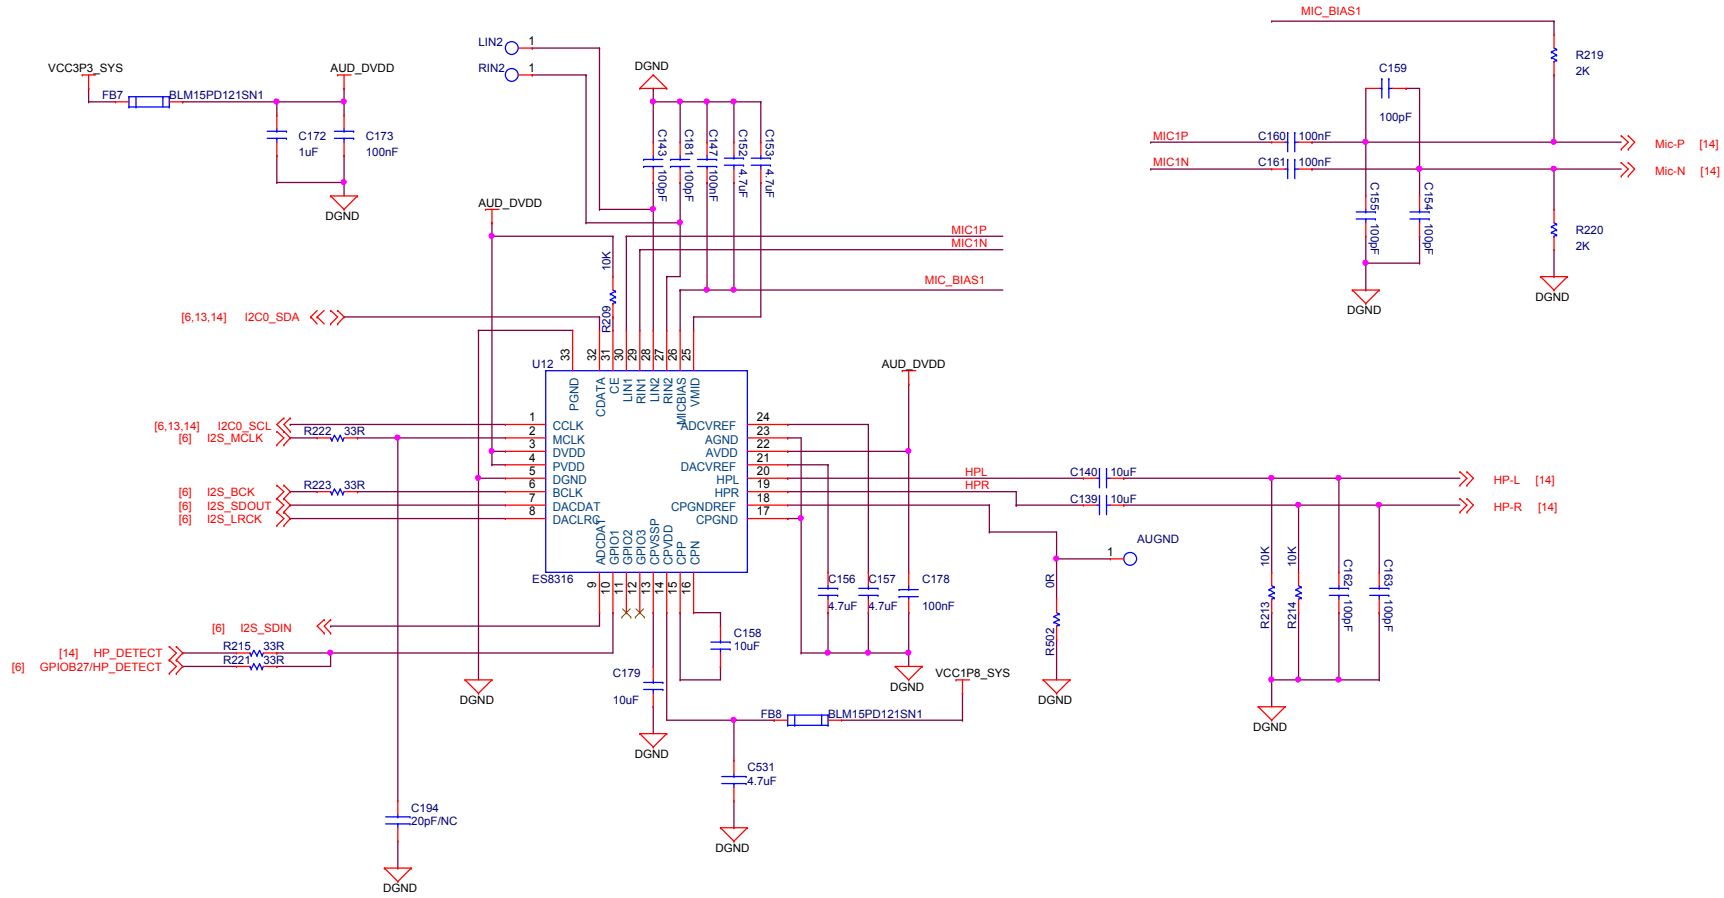 MIC_BIAS1
LIN2 1
RIN2 1
DGND
VCC3P3_SYS
AUD_DVDD
FB7
BLM15PD121SN1
C172
1uF
C173
100nF
DGND
C143
100pF
C181
100pF
C147
100nF
C152
4.7uF
C153
4.7uF
R219
2K
C159
100pF
MIC1P
C160
100nF
Mic-P [14]
MIC1N
C161
100nF
Mic-N [14]
C155
100pF
C154
100pF
R220
2K
DGND
DGND
AUD_DVDD
MIC1P
MIC1N
10K
R209
MIC_BIAS1
[6,13,14] I2C0_SDA
33
32
31
30
29
28
27
26
25
U12
PGND
CDATA
CE
LIN1
RIN1
LIN2
RIN2
MICBIAS
VMID
AUD_DVDD
[6,13,14] I2C0_SCL
1 CCLK
[6] I2S_MCLK
R222 33R
2 MCLK
3 DVDD
4 PVDD
5 DGND
[6] I2S_BCK
R223 33R
6 BCLK
[6] I2S_SDOUT
7 DACDAT
[6] I2S_LRCK
8 DACLRC
ADCVREF 24
AGND 23
AVDD 22
DACVREF 21
HPL 20
HPR 19
CPGNDREF 18
CPGND 17
HPL
C140 10uF
HP-L [14]
HPR
C139 10uF
HP-R [14]
ADCDAT
GPIO1
GPIO2
GPIO3
CPVSSP
CPVDD
CPP
CPN
ES8316
9
10
11
12
13
14
15
16
AUGND
1
0R
R502
DGND
10K
R213
10K
R214
C162
100pF
C163
100pF
DGND
C156
4.7uF
C157
4.7uF
C178
100nF
DGND
[6] I2S_SDIN
[14] HP_DETECT
R215 33R
[6] GPIOB27/HP_DETECT
R221 33R
C158
10uF
C179
10uF
DGND
DGND
VCC1P8_SYS
FB8
BLM15PD121SN1
C531
4.7uF
DGND
C194
20pF/NC
DGND